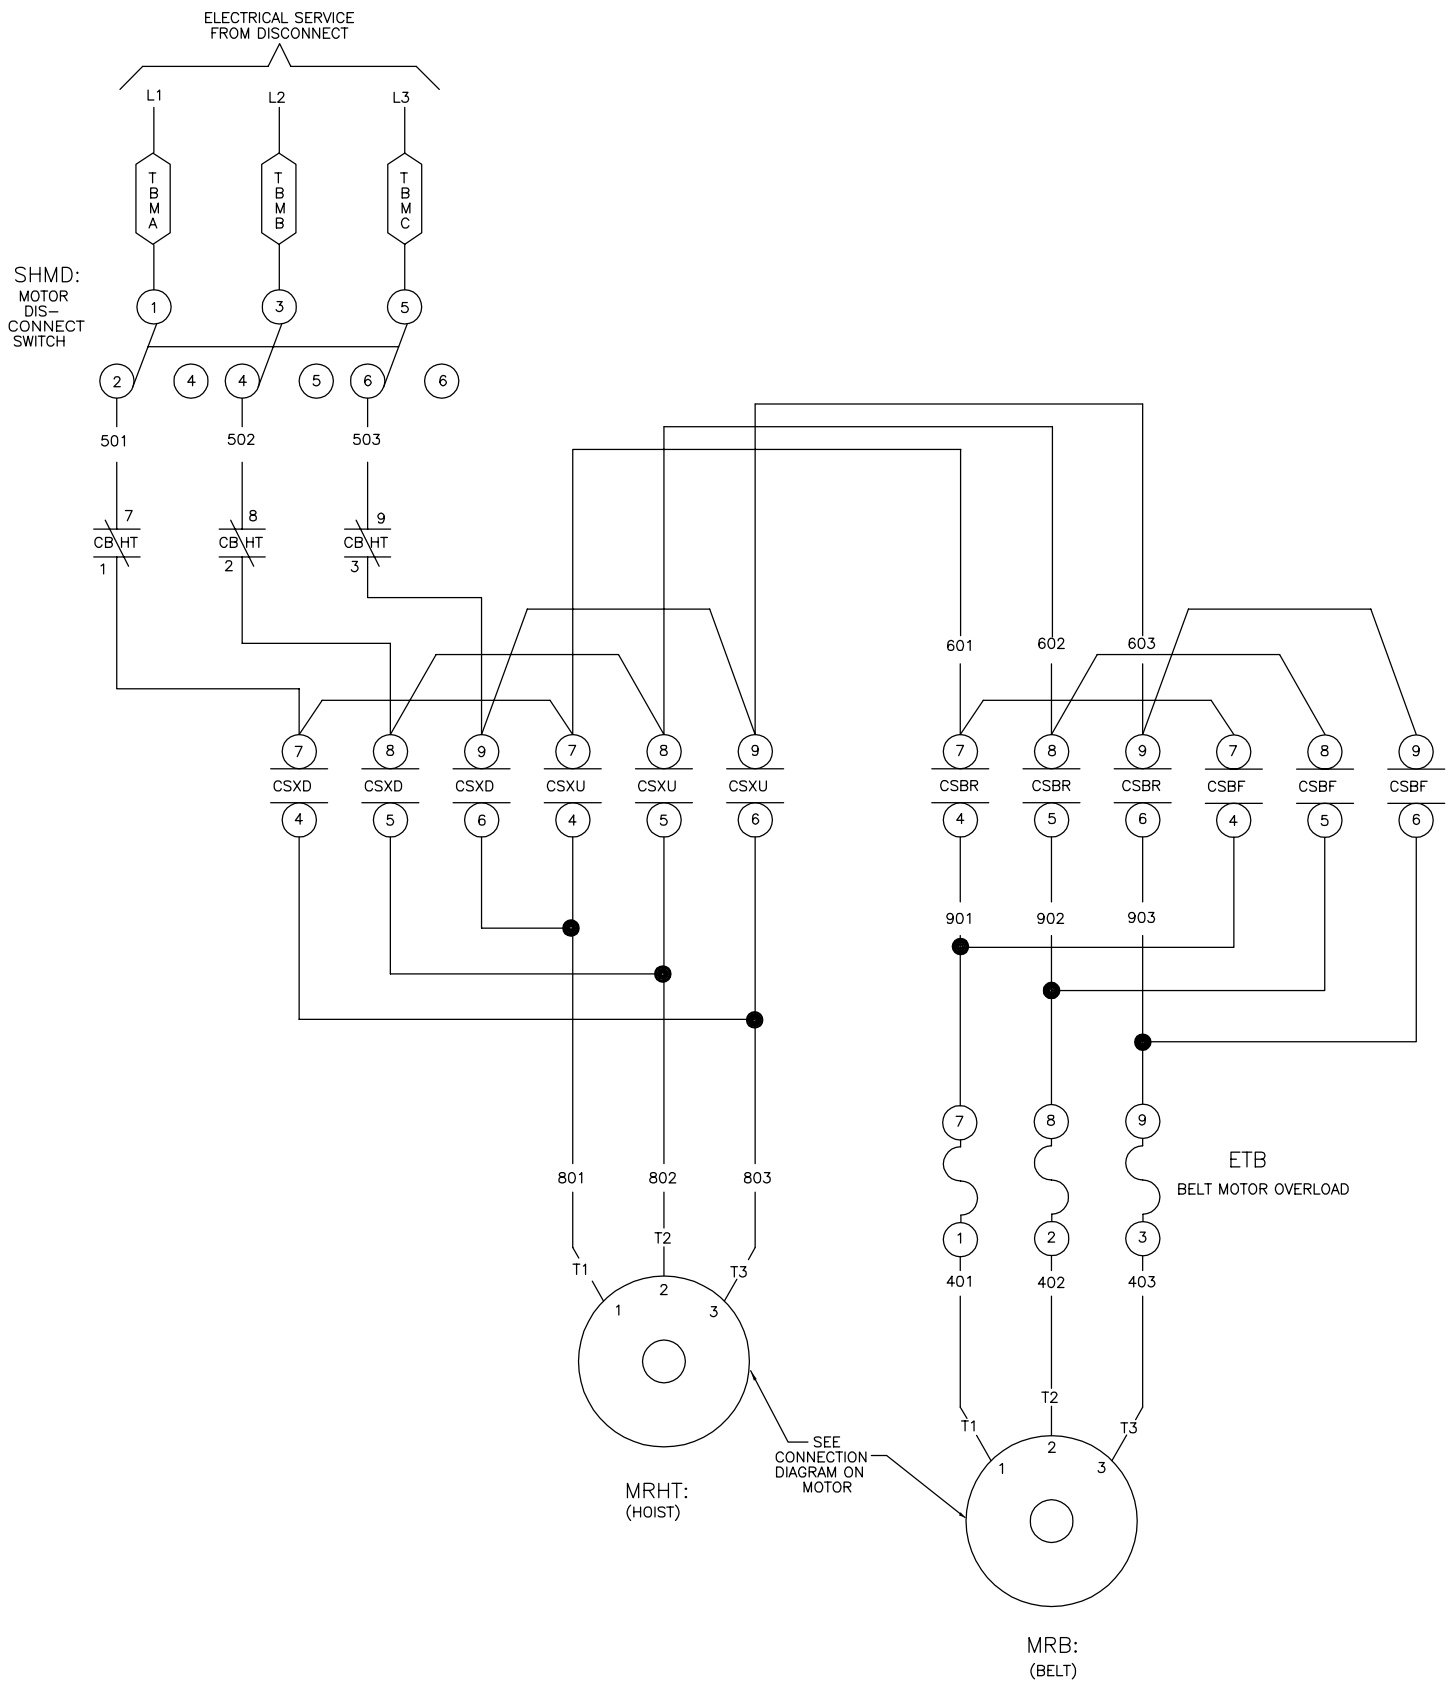 ELECTRICAL SERVICE
FROM DISCONNECT
L1 L2 L3
TBMA TBMB TBMC
SHMD:
MOTOR
DIS-
CONNECT
SWITCH
1 3 5
2 4 4 5 6 6
501 502 503
7 8 9
CB HT CB HT CB HT
1 2 3
601 602 603
7 8 9 7 8 9 7 8 9 7 8 9
CSXD CSXD CSXD CSXU CSXU CSXU CSBR CSBR CSBR CSBF CSBF CSBF
4 5 6 4 5 6 4 5 6 4 5 6
901 902 903
7 8 9
ETB
BELT MOTOR OVERLOAD
801 802 803
1 2 3
T1 T2 T3
401 402 403
1 2 3
T1 T2 T3
1 2 3
SEE
CONNECTION
DIAGRAM ON
MOTOR
MRHT:
(HOIST)
MRB:
(BELT)